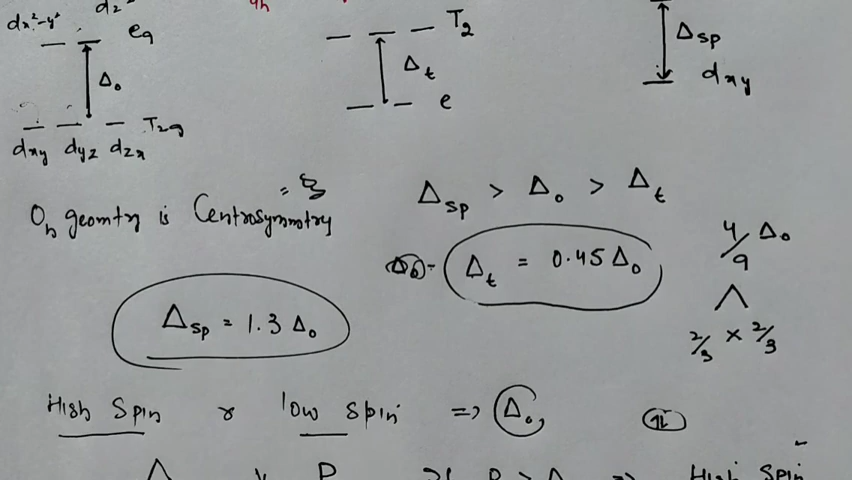 dx²-y² dz²
eg
Δo
T2g
dxy dyz dzx
T2
Δt
e
Δsp
dxy
Oh geometry is Centrosymmetry
Δsp > Δo > Δt
Δt = 0.45 Δo
4/9 Δo
2/3 × 2/3
Δsp = 1.3 Δo
High Spin & low spin => Δo,